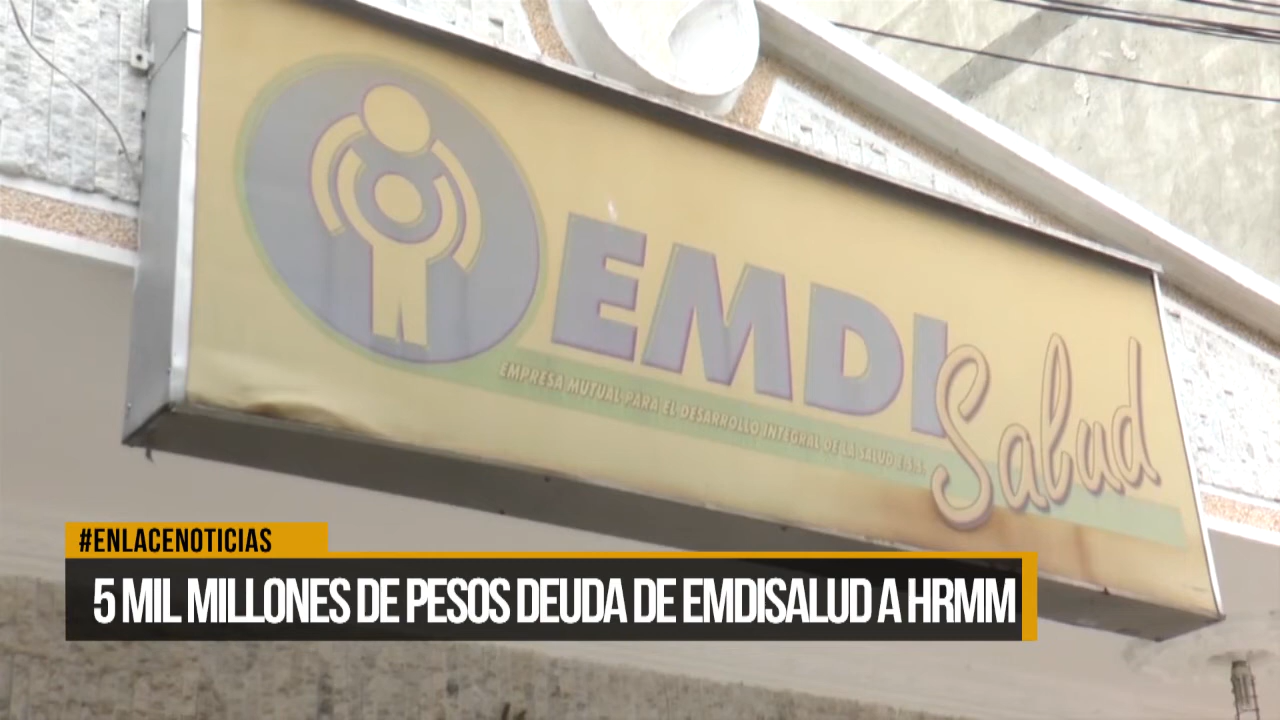 EMDI
Salud
EMPRESA MUTUAL PARA EL DESARROLLO INTEGRAL DE LA SALUD E.S.S.
#ENLACENOTICIAS
5 MIL MILLONES DE PESOS DEUDA DE EMDISALUD A HRMM